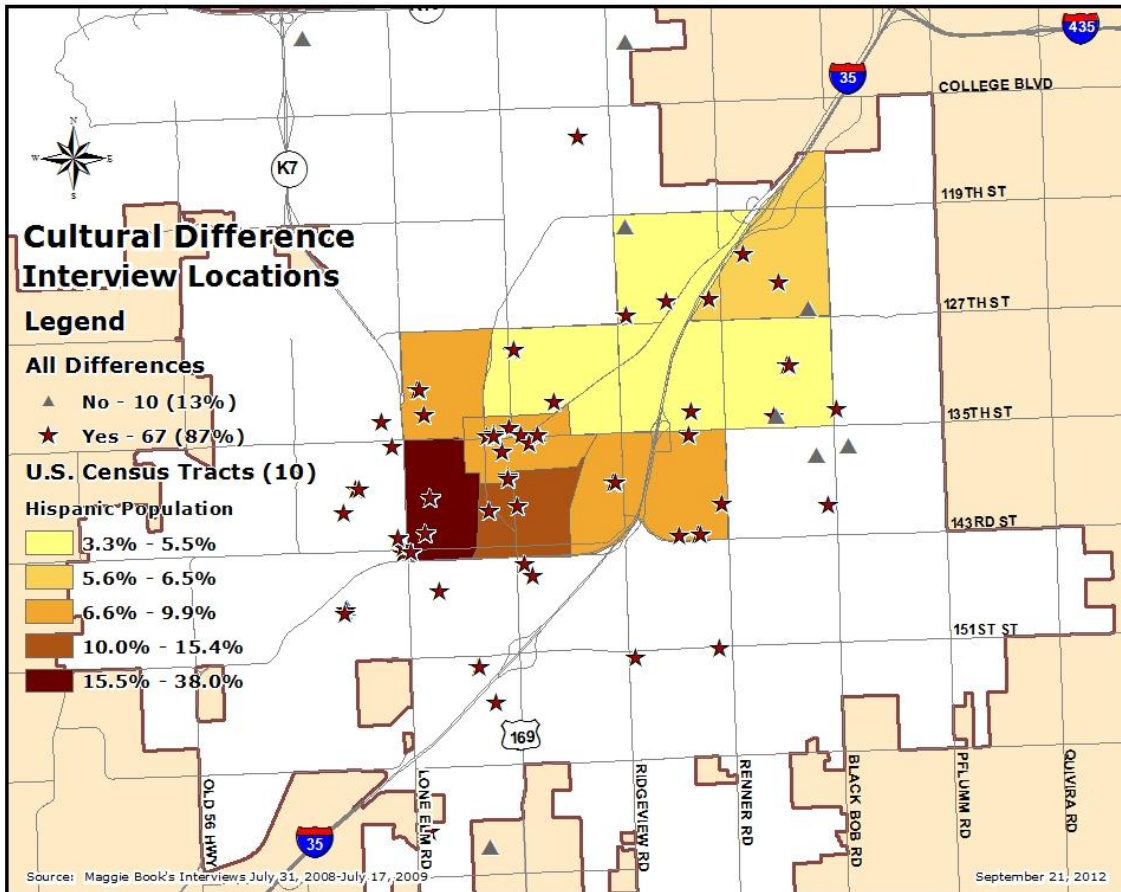 435
35
COLLEGE BLVD
N
W E
S
K7
119TH ST
Cultural Difference
Interview Locations
127TH ST
Legend
All Differences
No - 10 (13%)
Yes - 67 (87%)
135TH ST
U.S. Census Tracts (10)
Hispanic Population
3.3% - 5.5%
143RD ST
5.6% - 6.5%
6.6% - 9.9%
10.0% - 15.4%
151ST ST
15.5% - 38.0%
169
OLD 56 HWY
LONE ELM RD
RIDGEVIEW RD
RENNER RD
BLACK BOB RD
PFLUMM RD
QUIVIRA RD
35
Source: Maggie Book's Interviews July 31, 2008-July 17, 2009
September 21, 2012